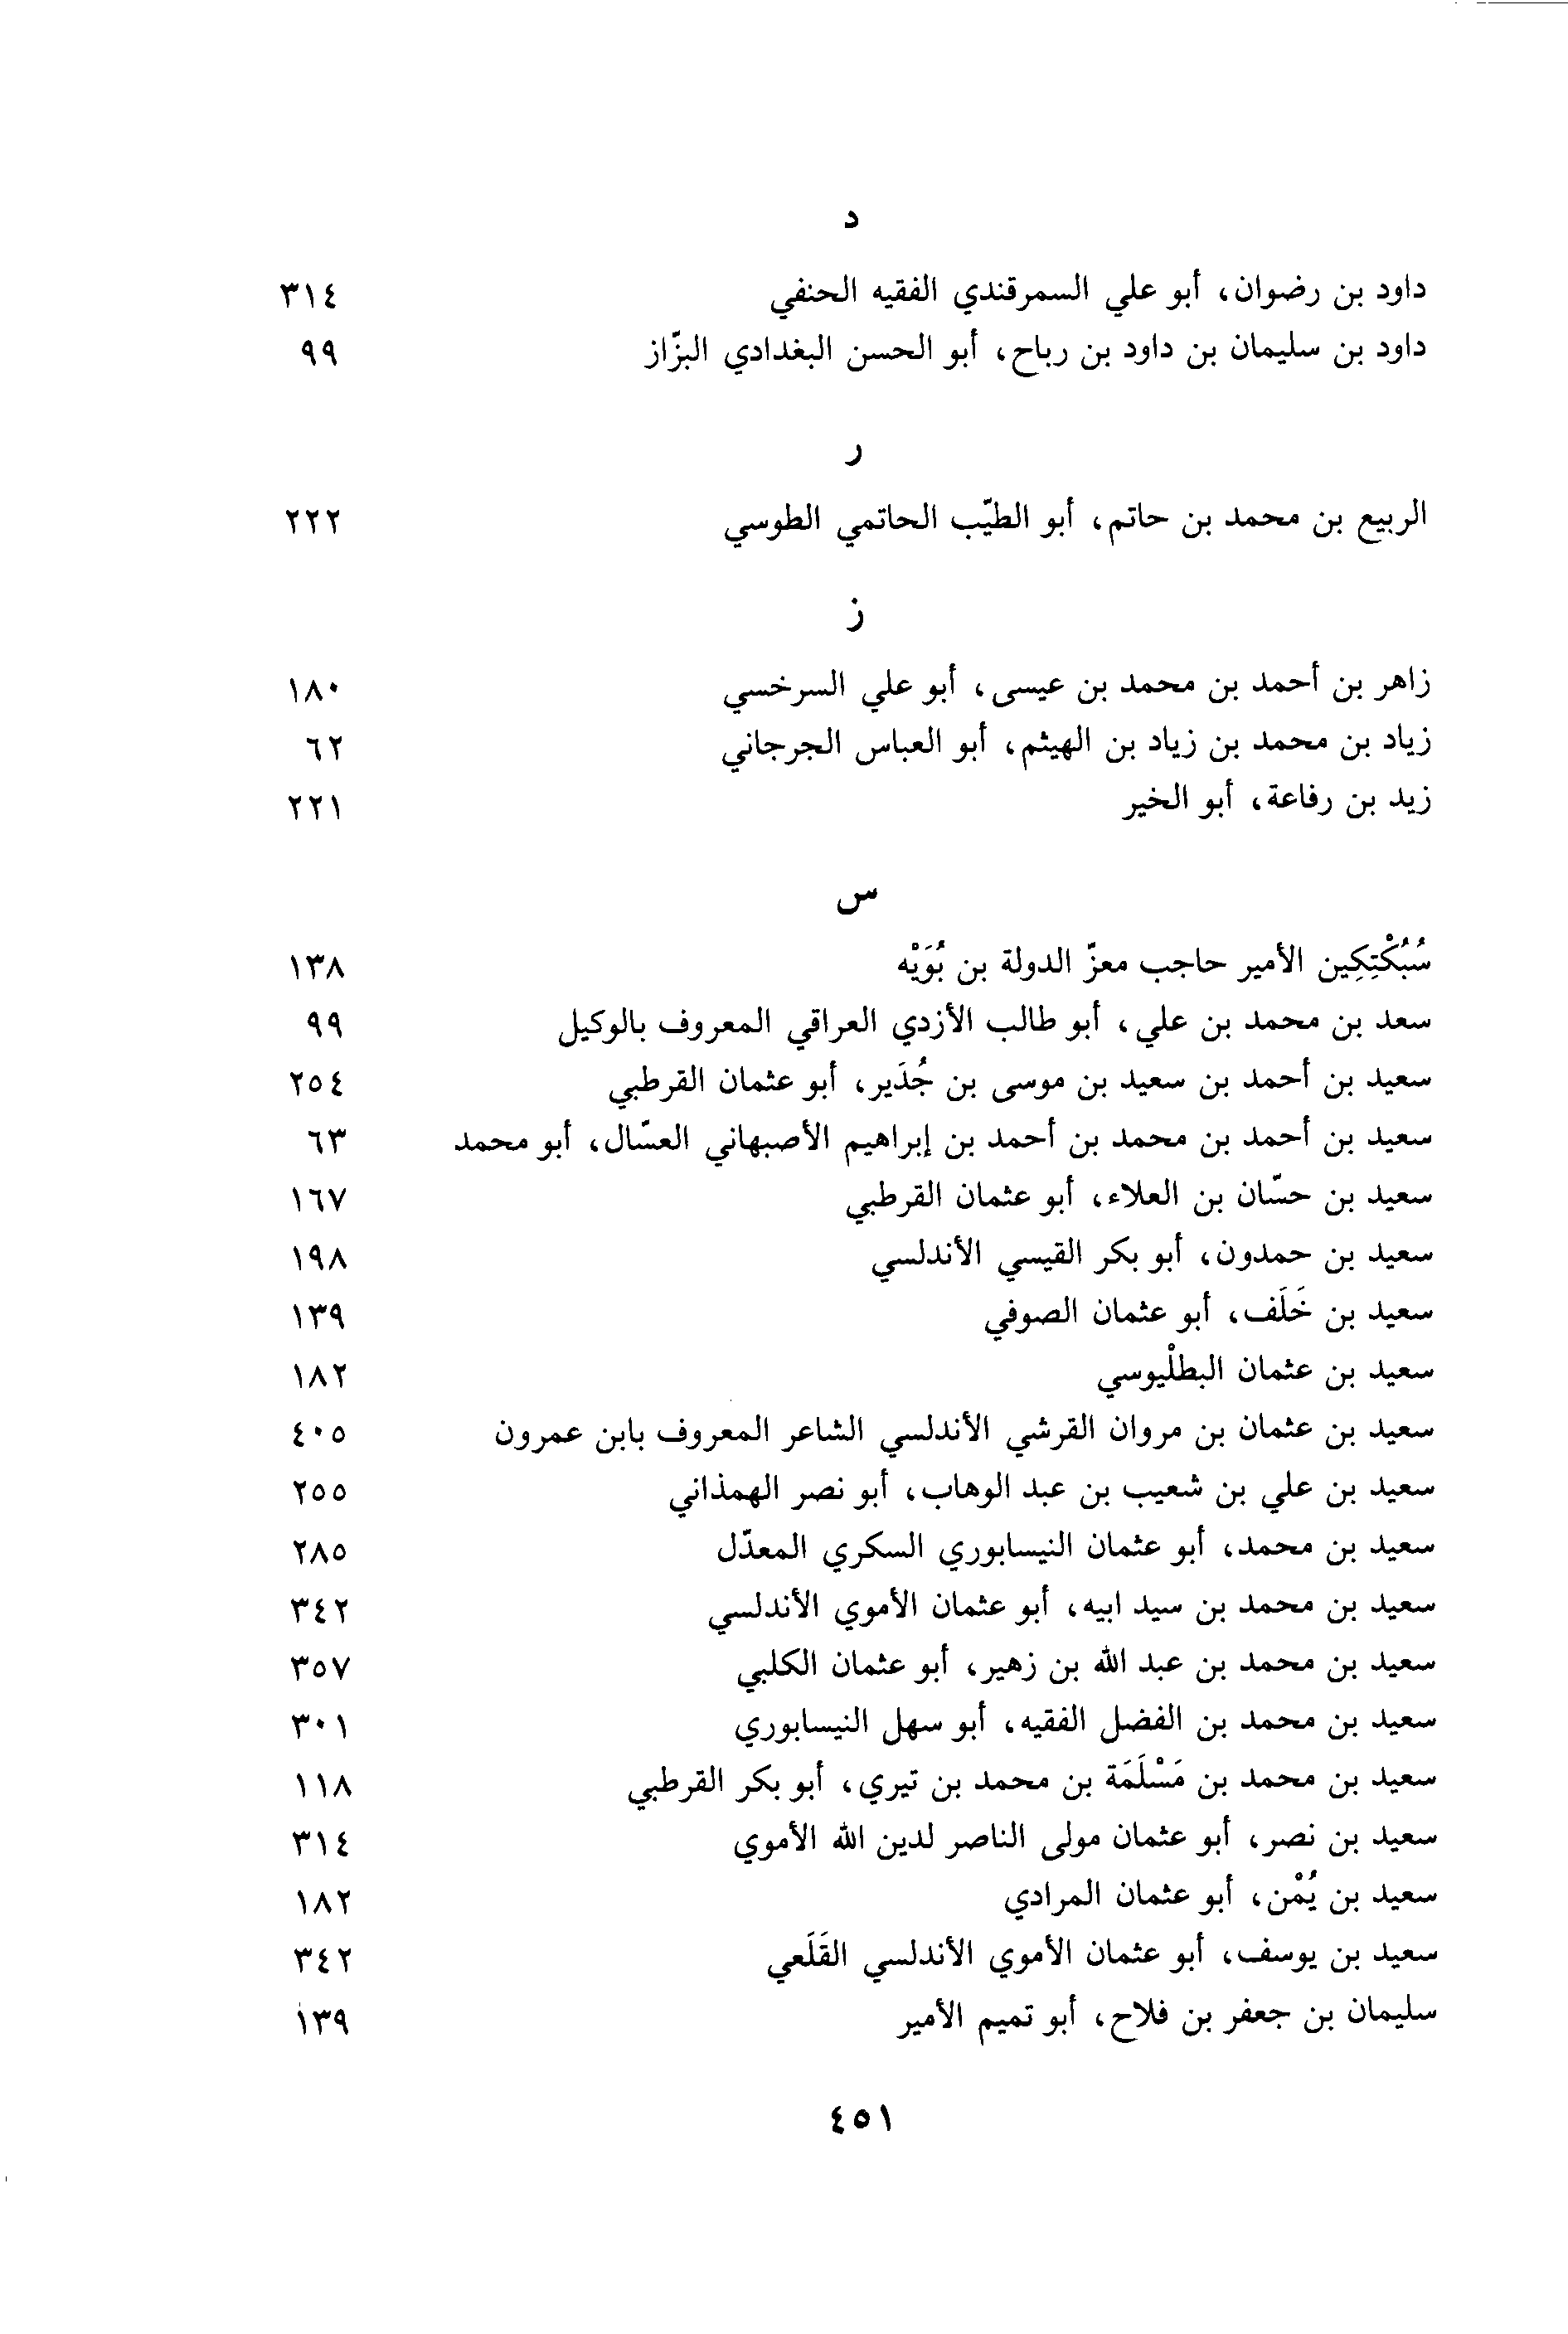 د
داود بن رضوان، أبو علي السمرقندي الفقيه الحنفي ٣١٤
داود بن سليمان بن داود بن رباح، أبو الحسن البغدادي البزّاز ٩٩
ر
الربيع بن محمد بن حاتم، أبو الطيّب الحاتمي الطوسي ٢٢٢
ز
زاهر بن أحمد بن محمد بن عيسى، أبو علي السرخسي ١٨٠
زياد بن محمد بن زياد بن الهيثم، أبو العباس الجرجاني ٦٢
زيد بن رفاعة، أبو الخير ٢٢١
س
سُبُكْتِكِين الأمير حاجب معزّ الدولة بن بُوَيْه ١٣٨
سعد بن محمد بن علي، أبو طالب الأزدي العراقي المعروف بالوكيل ٩٩
سعيد بن أحمد بن سعيد بن موسى بن جُدَير، أبو عثمان القرطبي ٢٥٤
سعيد بن أحمد بن محمد بن أحمد بن إبراهيم الأصبهاني العسّال، أبو محمد ٦٣
سعيد بن حسّان بن العلاء، أبو عثمان القرطبي ١٦٧
سعيد بن حمدون، أبو بكر القيسي الأندلسي ١٩٨
سعيد بن خَلَف، أبو عثمان الصوفي ١٣٩
سعيد بن عثمان البطلْيوسي ١٨٢
سعيد بن عثمان بن مروان القرشي الأندلسي الشاعر المعروف بابن عمرون ٤٠٥
سعيد بن علي بن شعيب بن عبد الوهاب، أبو نصر الهمذاني ٢٥٥
سعيد بن محمد، أبو عثمان النيسابوري السكري المعدّل ٢٨٥
سعيد بن محمد بن سيد ابيه، أبو عثمان الأموي الأندلسي ٣٤٢
سعيد بن محمد بن عبد الله بن زهير، أبو عثمان الكلبي ٣٥٧
سعيد بن محمد بن الفضل الفقيه، أبو سهل النيسابوري ٣٠١
سعيد بن محمد بن مَسْلَمَة بن محمد بن تيري، أبو بكر القرطبي ١١٨
سعيد بن نصر، أبو عثمان مولى الناصر لدين الله الأموي ٣١٤
سعيد بن يُمْن، أبو عثمان المرادي ١٨٢
سعيد بن يوسف، أبو عثمان الأموي الأندلسي القَلَعي ٣٤٢
سليمان بن جعفر بن فلاح، أبو تميم الأمير ١٣٩
٤٥١